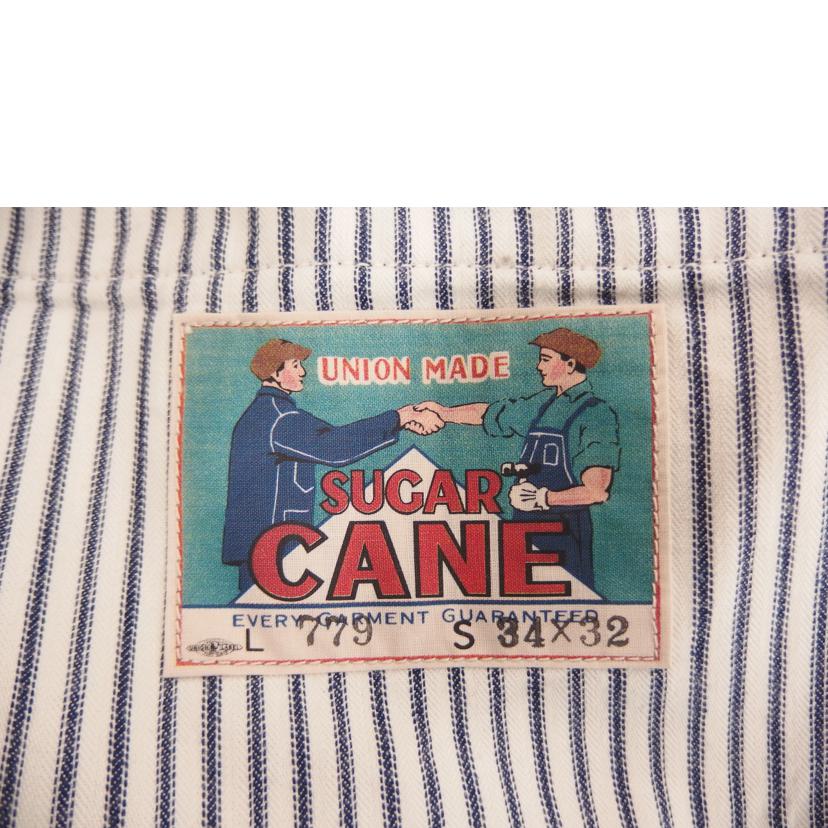 UNION MADE
SUGAR
CANE
EVERY GARMENT GUARANTEED
L 779 S 34×32